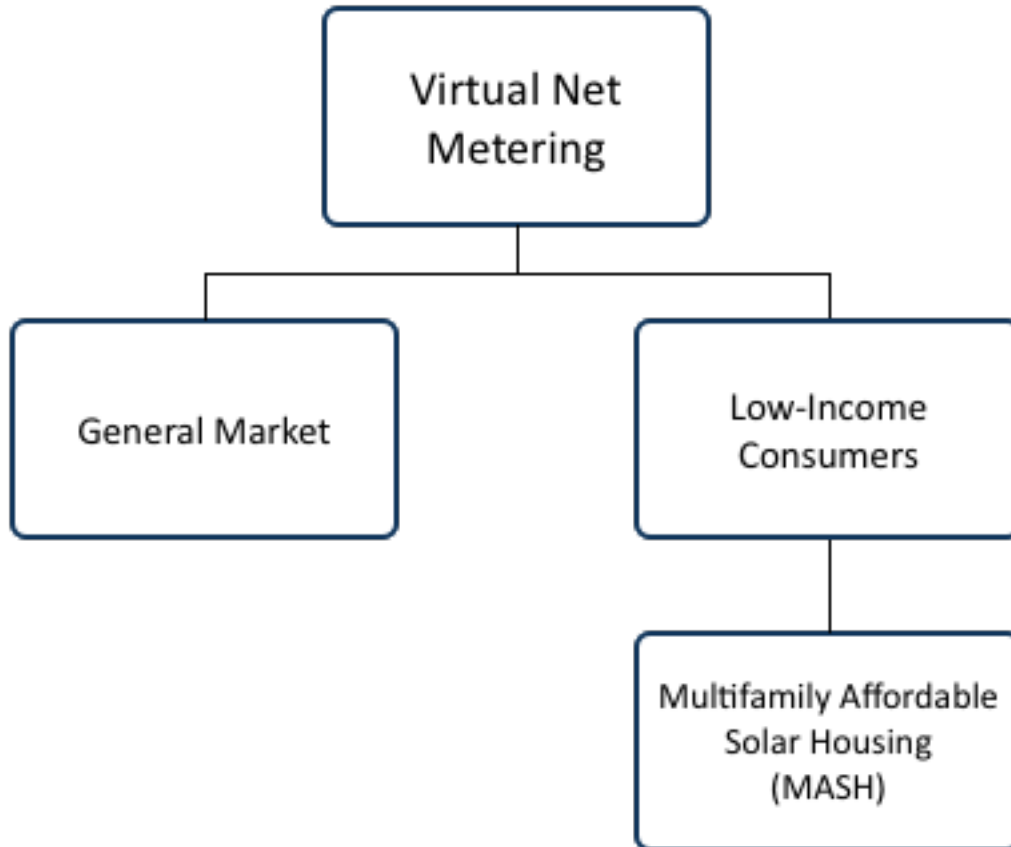 Virtual Net
Metering
General Market
Low-Income
Consumers
Multifamily Affordable
Solar Housing
(MASH)